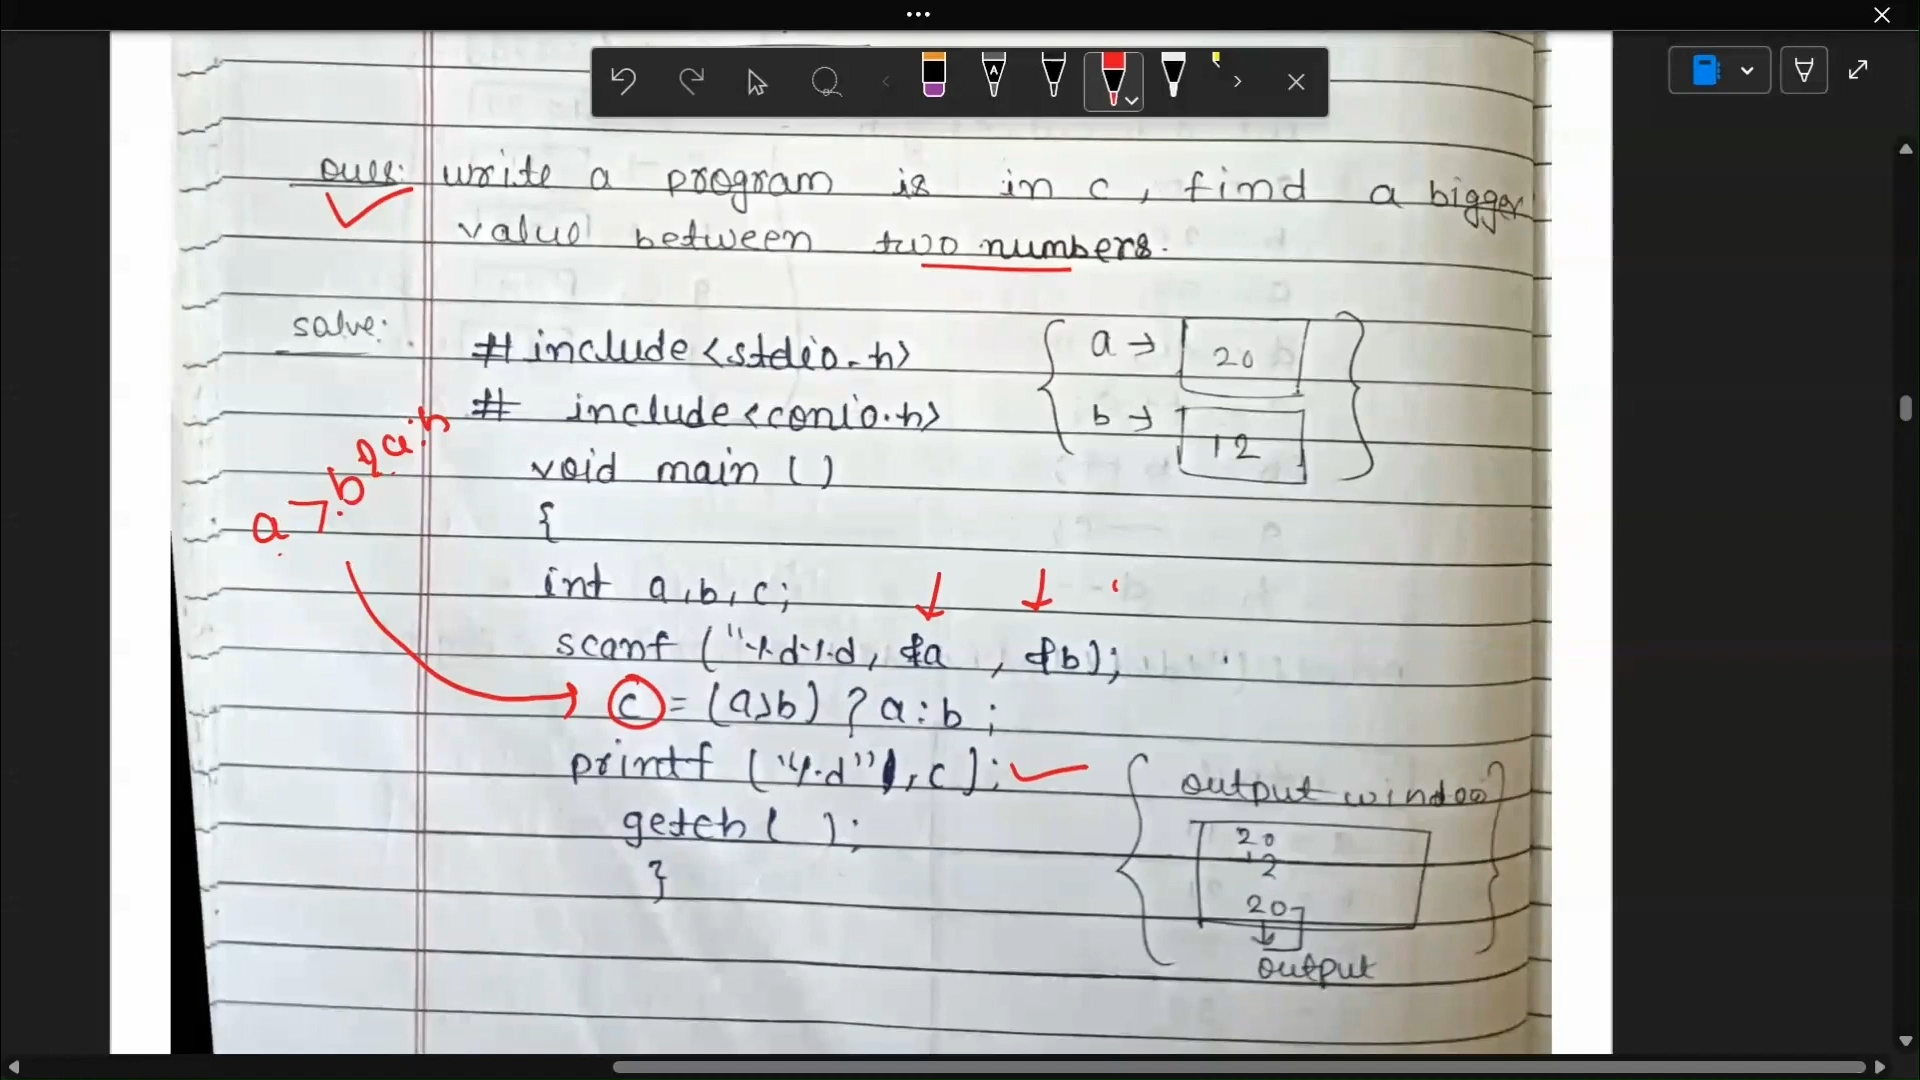 Ques: write a program is in c, find a bigger
value between two numbers.
Solve:
#include<stdio.h>
# include<conio.h>
void main ()
{
int a,b,c;
scanf ("%d%d, &a , &b);
c = (a>b) ? a:b ;
printf ("%d"), c);
getch ( );
}
a → 20
b → 12
a > b ? a:b
output window
20
12
20
output